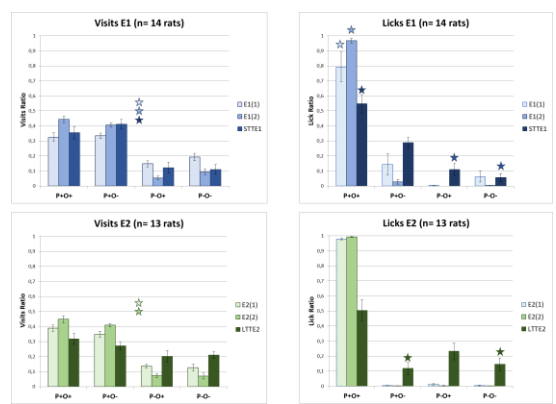 Visits E1 (n= 14 rats)
Visits Ratio
1
0,9
0,8
0,7
0,6
0,5
0,4
0,3
0,2
0,1
0
P+O+ P+O- P-O+ P-O-
E1(1)
E1(2)
STTE1
Licks E1 (n= 14 rats)
Lick Ratio
1
0,9
0,8
0,7
0,6
0,5
0,4
0,3
0,2
0,1
0
P+O+ P+O- P-O+ P-O-
E1(1)
E1(2)
STTE1
Visits E2 (n= 13 rats)
Visits Ratio
1
0,9
0,8
0,7
0,6
0,5
0,4
0,3
0,2
0,1
0
P+O+ P+O- P-O+ P-O-
E2(1)
E2(2)
LTTE2
Licks E2 (n= 13 rats)
Lick Ratio
1
0,9
0,8
0,7
0,6
0,5
0,4
0,3
0,2
0,1
0
P+O+ P+O- P-O+ P-O-
E2(1)
E2(2)
LTTE2